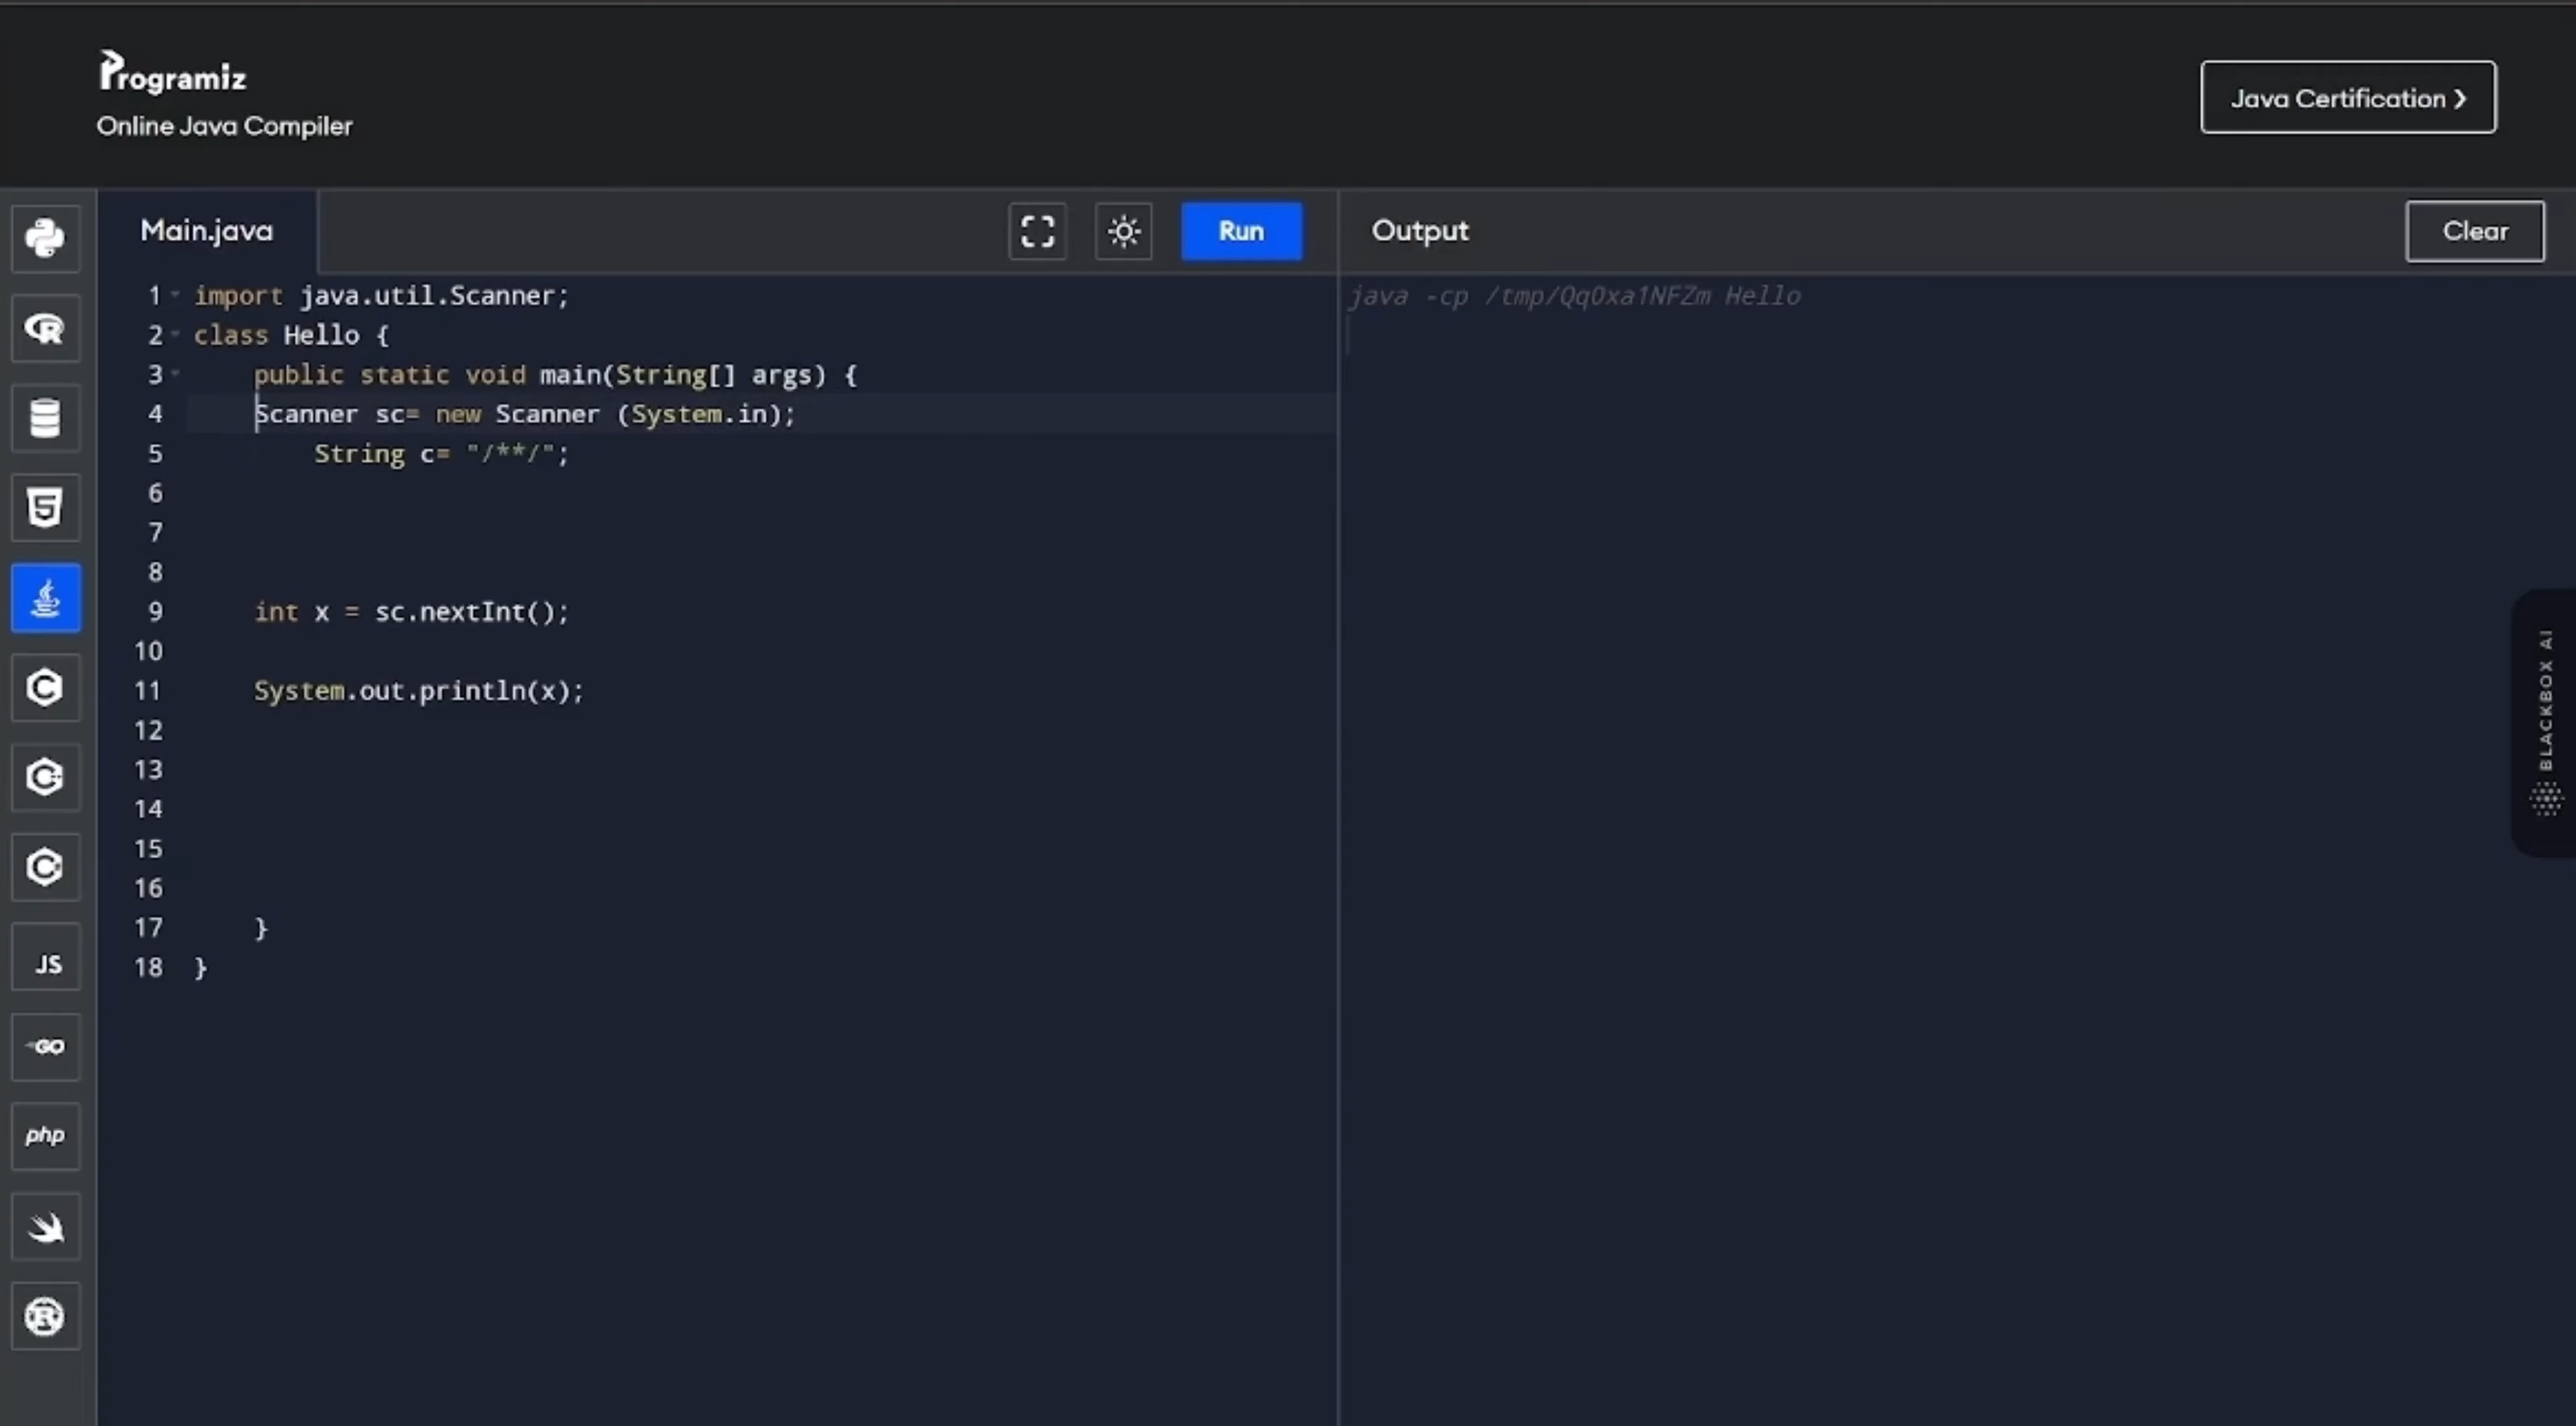 Programiz
Online Java Compiler
Java Certification ❯
Main.java
Run
Output
Clear
1 import java.util.Scanner;
2 class Hello {
3 public static void main(String[] args) {
4 Scanner sc= new Scanner (System.in);
5 String c= "/**/";
6
7
8
9 int x = sc.nextInt();
10
11 System.out.println(x);
12
13
14
15
16
17 }
18 }
java -cp /tmp/Qq0xa1NFZm Hello
JS
GO
php
BLACKBOX AI